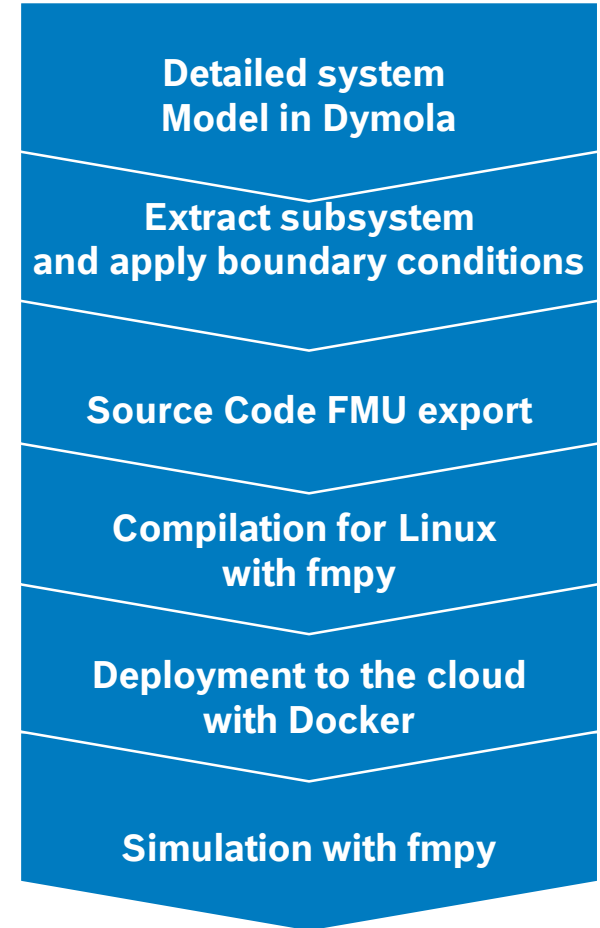 Detailed system
Model in Dymola
Extract subsystem
and apply boundary conditions
Source Code FMU export
Compilation for Linux
with fmpy
Deployment to the cloud
with Docker
Simulation with fmpy